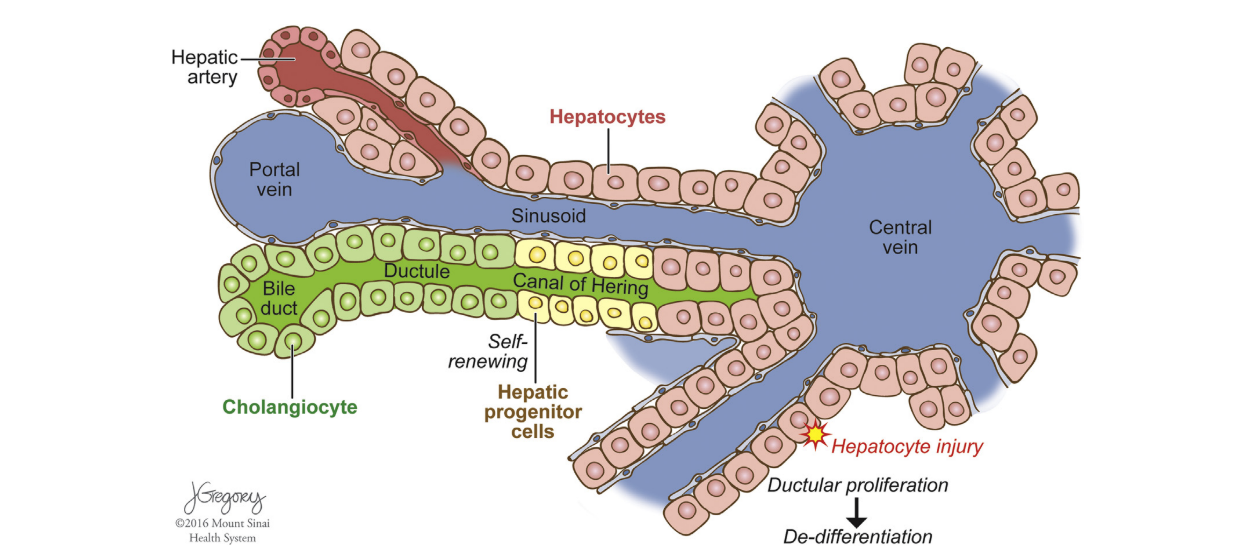 Hepatic
artery
Hepatocytes
Portal
vein
Sinusoid
Central
vein
Ductule
Canal of Hering
Bile
duct
Self-
renewing
Hepatic
progenitor
cells
Cholangiocyte
Hepatocyte injury
Ductular proliferation
De-differentiation
JGregory
©2016 Mount Sinai
Health System